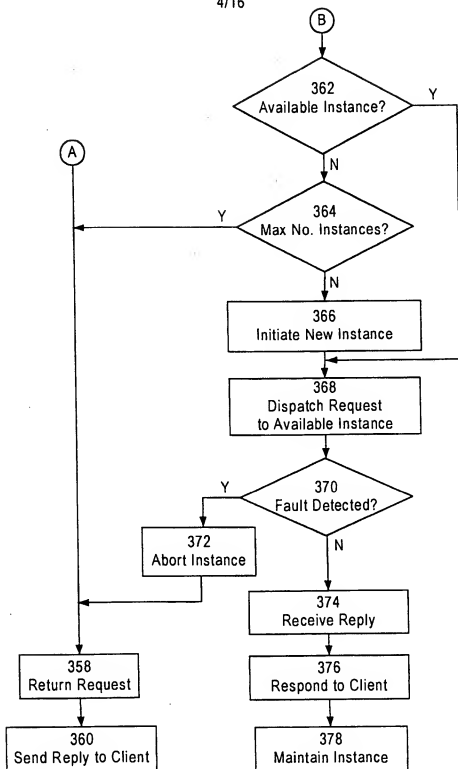 4/16
B
362
Available Instance?
Y
N
A
364
Max No. Instances?
Y
N
366
Initiate New Instance
368
Dispatch Request
to Available Instance
370
Fault Detected?
Y
N
372
Abort Instance
374
Receive Reply
358
Return Request
376
Respond to Client
360
Send Reply to Client
378
Maintain Instance